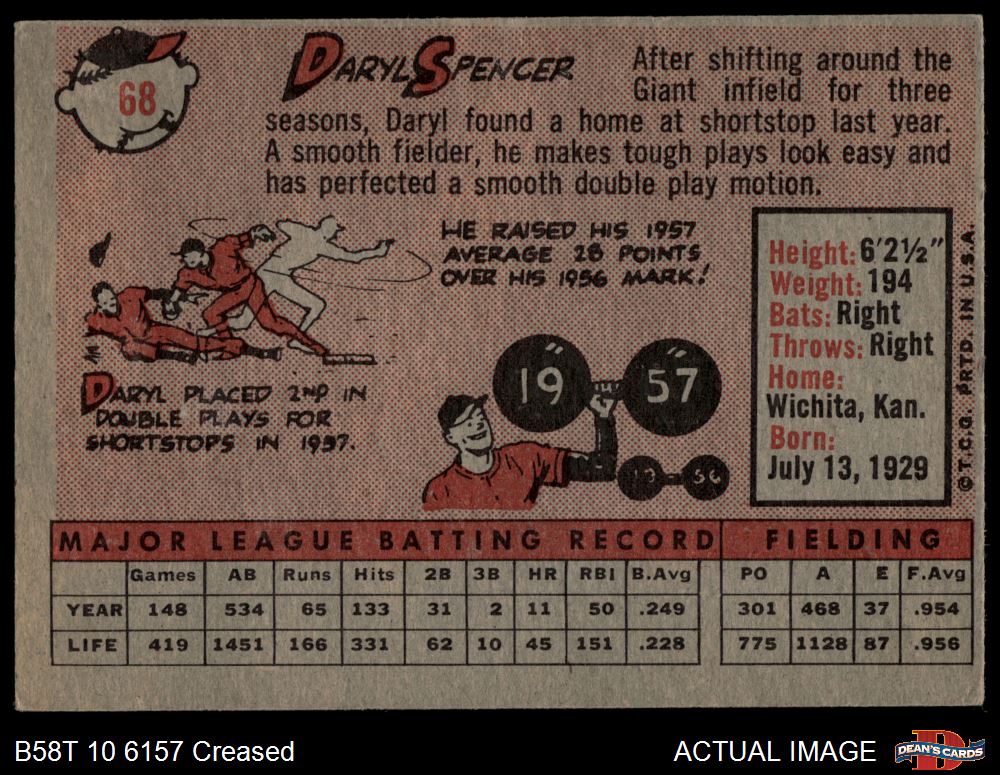 68
DARYL SPENCER
After shifting around the
Giant infield for three
seasons, Daryl found a home at shortstop last year.
A smooth fielder, he makes tough plays look easy and
has perfected a smooth double play motion.
HE RAISED HIS 1957
AVERAGE 28 POINTS
OVER HIS 1956 MARK!
DARYL PLACED 2ND IN
DOUBLE PLAYS FOR
SHORTSTOPS IN 1957.
19 57
19 56
Height: 6'2½"
Weight: 194
Bats: Right
Throws: Right
Home:
Wichita, Kan.
Born:
July 13, 1929
© T.C.G. PRTD. IN U.S.A.
MAJOR LEAGUE BATTING RECORD FIELDING
Games AB Runs Hits 2B 3B HR RBI B.Avg PO A E F.Avg
YEAR 148 534 65 133 31 2 11 50 .249 301 468 37 .954
LIFE 419 1451 166 331 62 10 45 151 .228 775 1128 87 .956
B58T 10 6157 Creased ACTUAL IMAGE DEAN'S CARDS